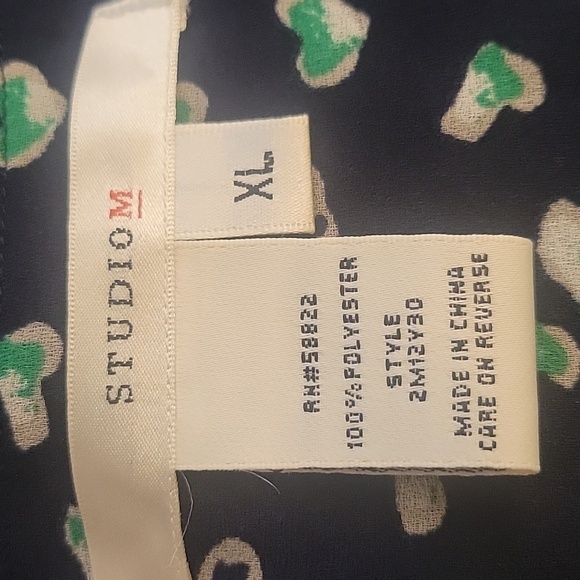 STUDIOM
XL
RN#58822
100% POLYESTER
STYLE
2M12Y30
MADE IN CHINA
CARE ON REVERSE